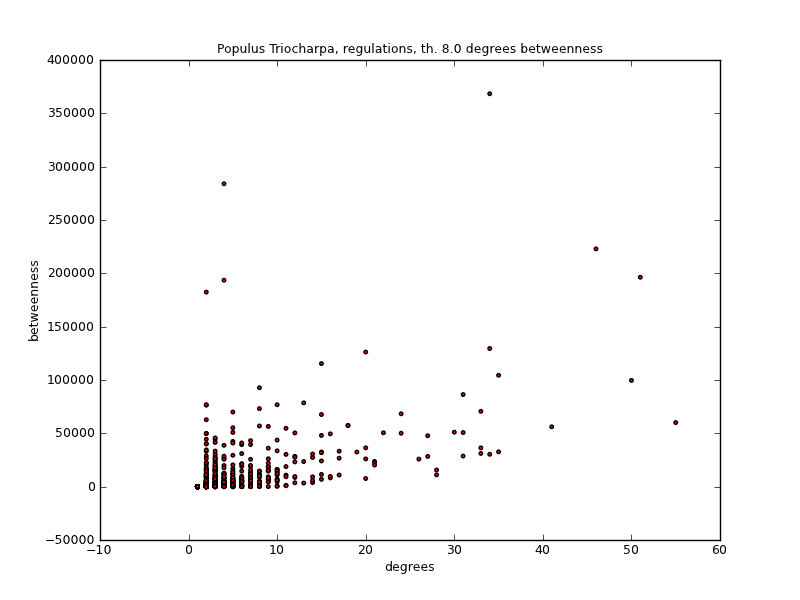 Populus Triocharpa, regulations, th. 8.0 degrees betweenness
400000
350000
300000
250000
200000
150000
100000
50000
0
−50000
betweenness
−10 0 10 20 30 40 50 60
degrees